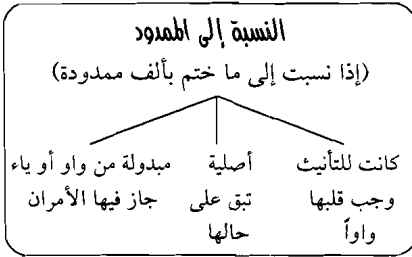 النسبة إلى الممدود
(إذا نسبت إلى ما ختم بألف ممدودة)
كانت للتأنيث أصلية مبدولة من واو أو ياء
وجب قلبها تبق على جاز فيها الأمران
واواً حالها